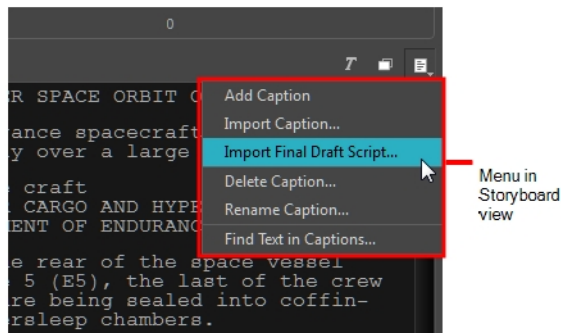 0
T
R SPACE ORBIT
rance spacecraft
y over a large
craft
CARGO AND HYPE
MENT OF ENDURANC
e rear of the space vessel
5 (E5), the last of the crew
re being sealed into coffin-
ersleep chambers.
Add Caption
Import Caption...
Import Final Draft Script...
Delete Caption...
Rename Caption...
Find Text in Captions...
Menu in
Storyboard
view